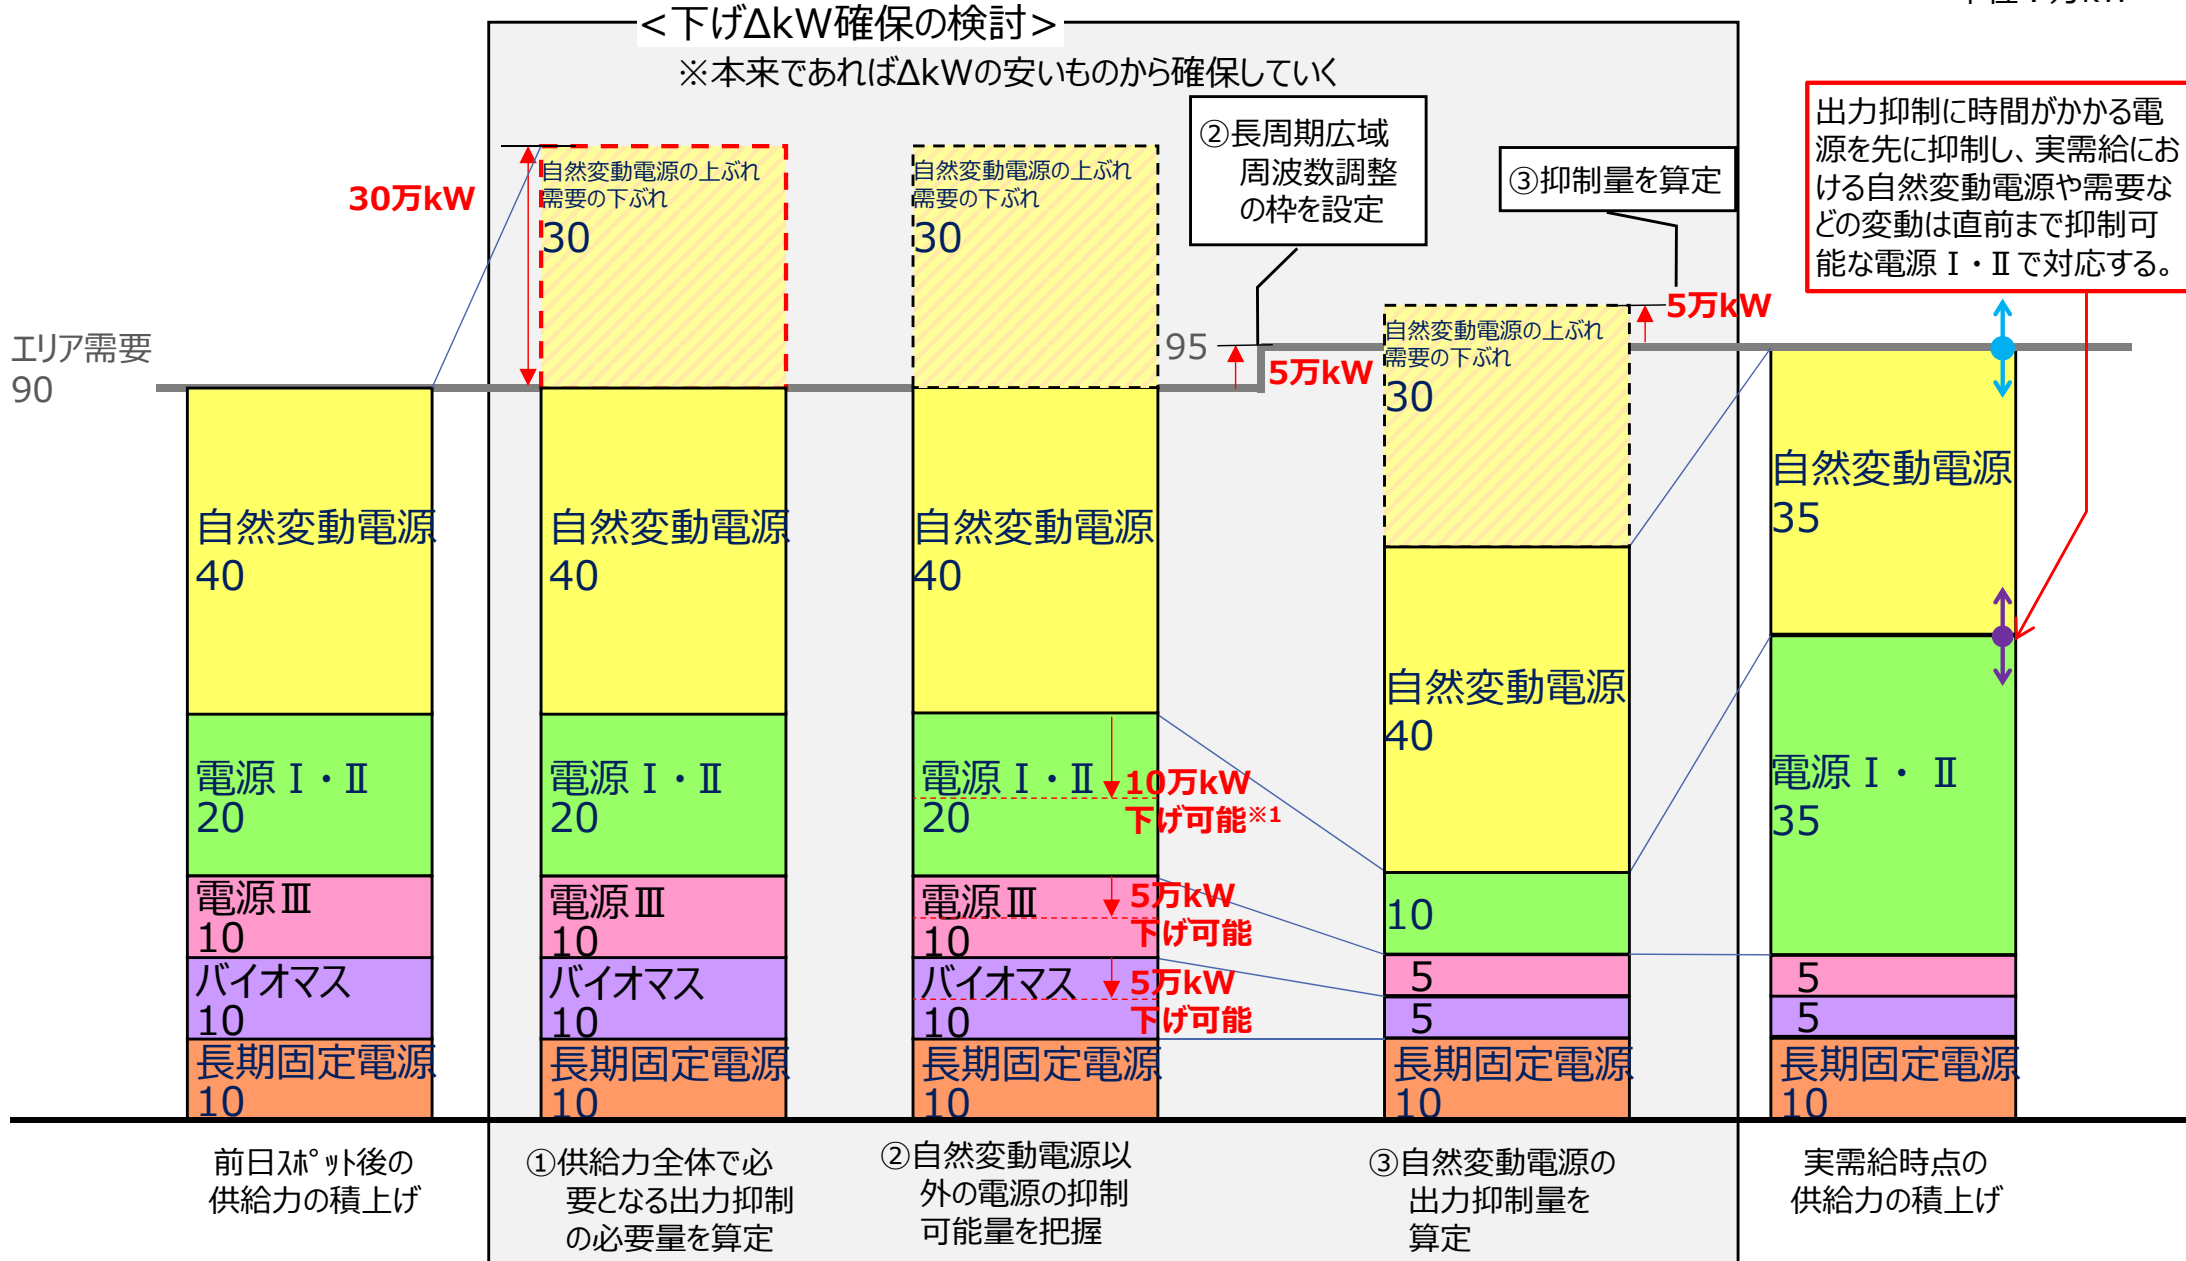 ＜下げΔkW確保の検討＞
※本来であればΔkWの安いものから確保していく
30万kW
自然変動電源の上ぶれ
需要の下ぶれ
30
自然変動電源の上ぶれ
需要の下ぶれ
30
②長周期広域
周波数調整
の枠を設定
③抑制量を算定
出力抑制に時間がかかる電
源を先に抑制し、実需給にお
ける自然変動電源や需要な
どの変動は直前まで抑制可
能な電源Ⅰ・Ⅱで対応する。
5万kW
自然変動電源の上ぶれ
需要の下ぶれ
30
エリア需要
90
95
5万kW
自然変動電源
40
電源Ⅰ・Ⅱ
20
電源Ⅲ
10
バイオマス
10
長期固定電源
10
自然変動電源
40
電源Ⅰ・Ⅱ
20
電源Ⅲ
10
バイオマス
10
長期固定電源
10
自然変動電源
40
電源Ⅰ・Ⅱ
20
10万kW
下げ可能※1
電源Ⅲ
10
5万kW
下げ可能
バイオマス
10
5万kW
下げ可能
長期固定電源
10
自然変動電源
40
10
5
5
長期固定電源
10
自然変動電源
35
電源Ⅰ・Ⅱ
35
5
5
長期固定電源
10
前日ｽﾎﾟｯﾄ後の
供給力の積上げ
①供給力全体で必
要となる出力抑制
の必要量を算定
②自然変動電源以
外の電源の抑制
可能量を把握
③自然変動電源の
出力抑制量を
算定
実需給時点の
供給力の積上げ